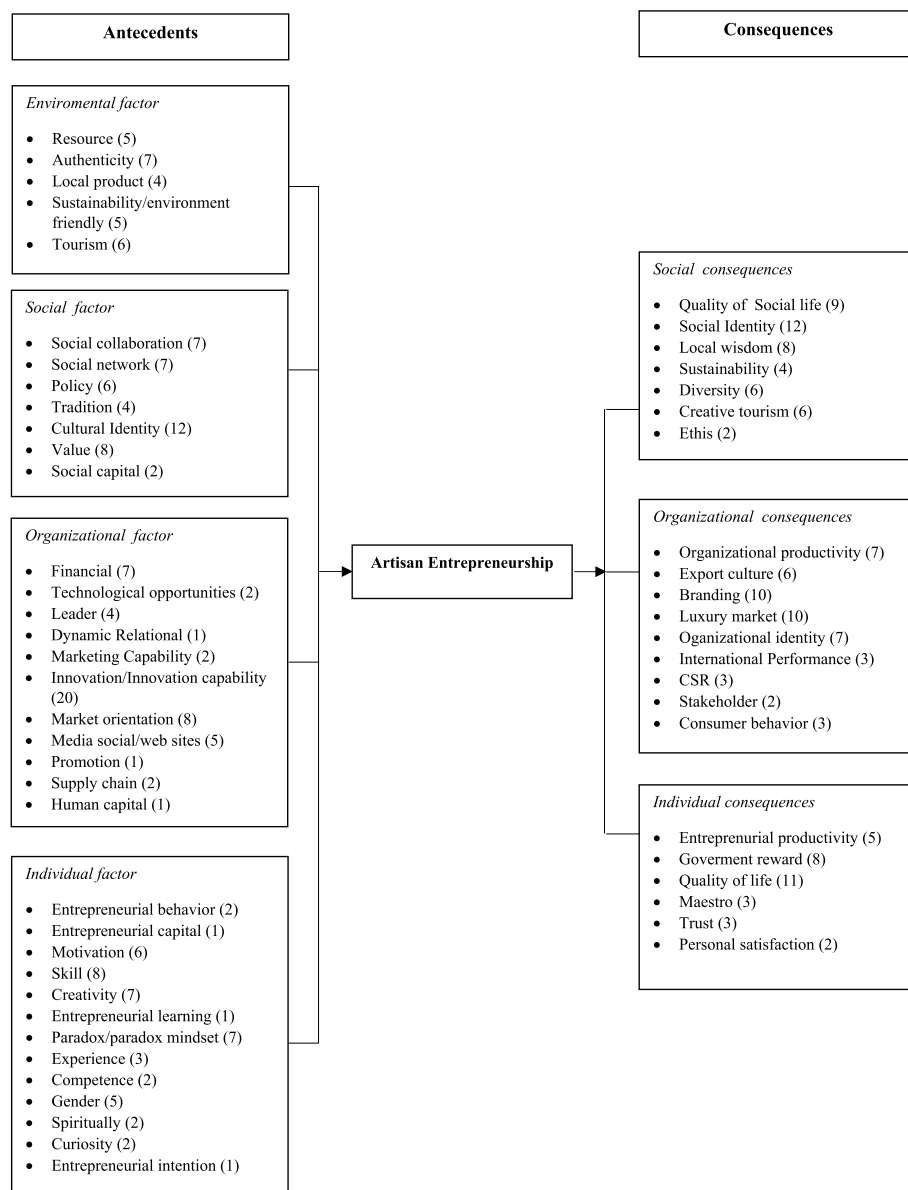 Antecedents
Enviromental factor
• Resource (5)
• Authenticity (7)
• Local product (4)
• Sustainability/environment
friendly (5)
• Tourism (6)
Social factor
• Social collaboration (7)
• Social network (7)
• Policy (6)
• Tradition (4)
• Cultural Identity (12)
• Value (8)
• Social capital (2)
Organizational factor
• Financial (7)
• Technological opportunities (2)
• Leader (4)
• Dynamic Relational (1)
• Marketing Capability (2)
• Innovation/Innovation capability
(20)
• Market orientation (8)
• Media social/web sites (5)
• Promotion (1)
• Supply chain (2)
• Human capital (1)
Individual factor
• Entrepreneurial behavior (2)
• Entrepreneurial capital (1)
• Motivation (6)
• Skill (8)
• Creativity (7)
• Entrepreneurial learning (1)
• Paradox/paradox mindset (7)
• Experience (3)
• Competence (2)
• Gender (5)
• Spiritually (2)
• Curiosity (2)
• Entrepreneurial intention (1)
Artisan Entrepreneurship
Consequences
Social consequences
• Quality of Social life (9)
• Social Identity (12)
• Local wisdom (8)
• Sustainability (4)
• Diversity (6)
• Creative tourism (6)
• Ethis (2)
Organizational consequences
• Organizational productivity (7)
• Export culture (6)
• Branding (10)
• Luxury market (10)
• Oganizational identity (7)
• International Performance (3)
• CSR (3)
• Stakeholder (2)
• Consumer behavior (3)
Individual consequences
• Entreprenurial productivity (5)
• Goverment reward (8)
• Quality of life (11)
• Maestro (3)
• Trust (3)
• Personal satisfaction (2)